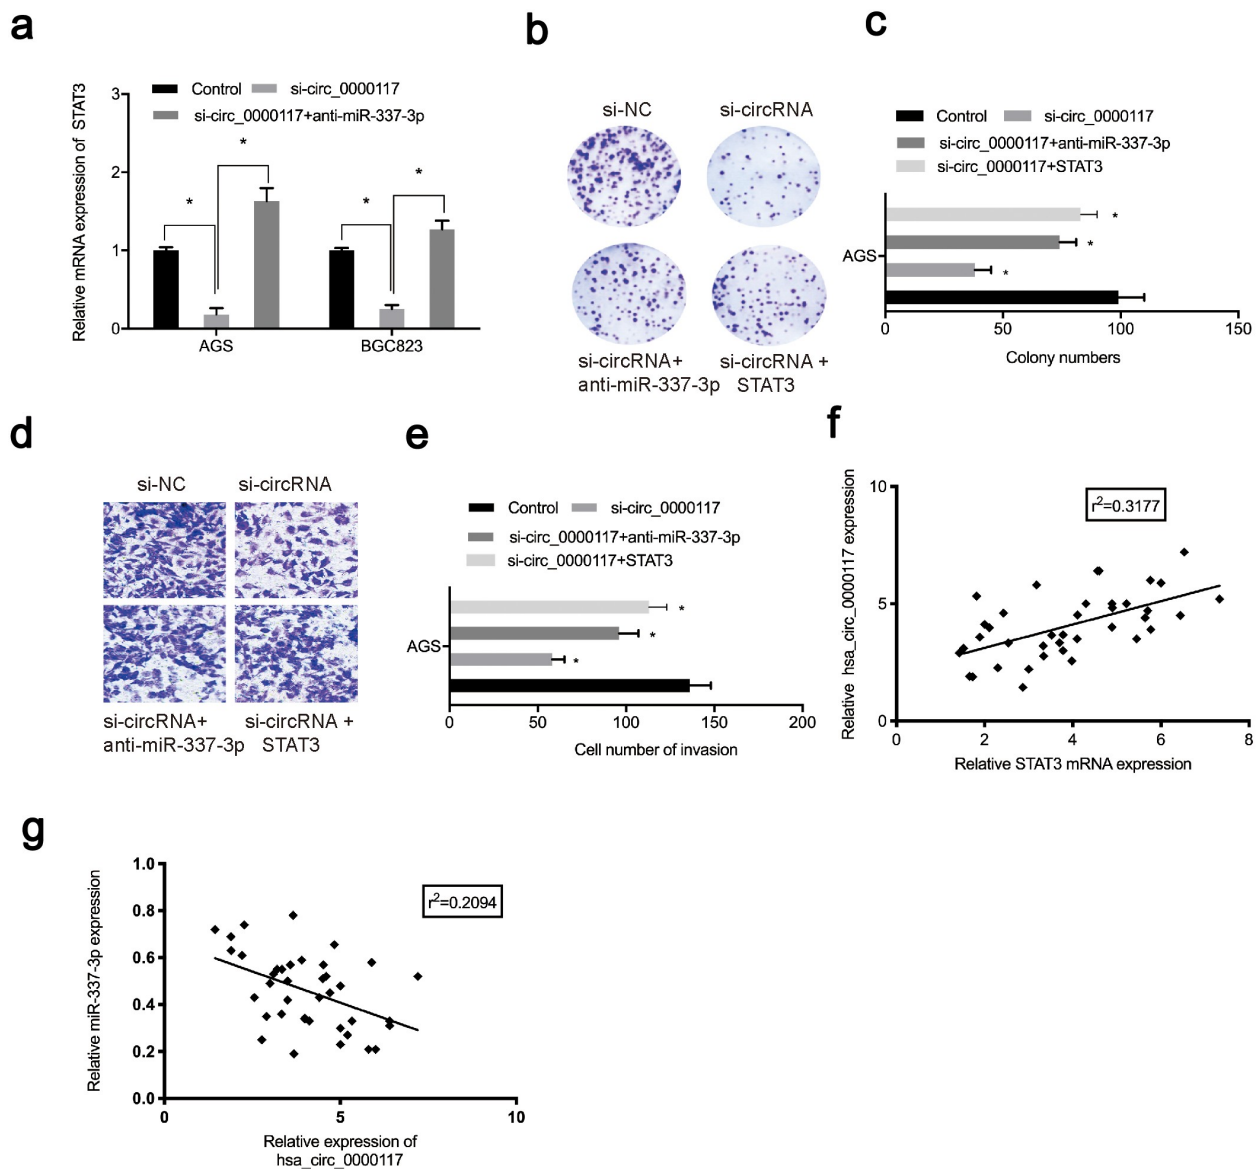 a
Relative mRNA expression of STAT3
Control
si-circ_0000117
si-circ_0000117+anti-miR-337-3p
3
2
1
0
*
*
*
*
AGS
BGC823
b
si-NC
si-circRNA
si-circRNA+
anti-miR-337-3p
si-circRNA +
STAT3
c
Control
si-circ_0000117
si-circ_0000117+anti-miR-337-3p
si-circ_0000117+STAT3
AGS
*
*
*
0
50
100
150
Colony numbers
d
si-NC
si-circRNA
si-circRNA+
anti-miR-337-3p
si-circRNA +
STAT3
e
Control
si-circ_0000117
si-circ_0000117+anti-miR-337-3p
si-circ_0000117+STAT3
AGS
*
*
*
0
50
100
150
200
Cell number of invasion
f
Relative hsa_circ_0000117 expression
r²=0.3177
10
5
0
0
2
4
6
8
Relative STAT3 mRNA expression
g
Relative miR-337-3p expression
r²=0.2094
1.0
0.8
0.6
0.4
0.2
0.0
0
5
10
Relative expression of
hsa_circ_0000117